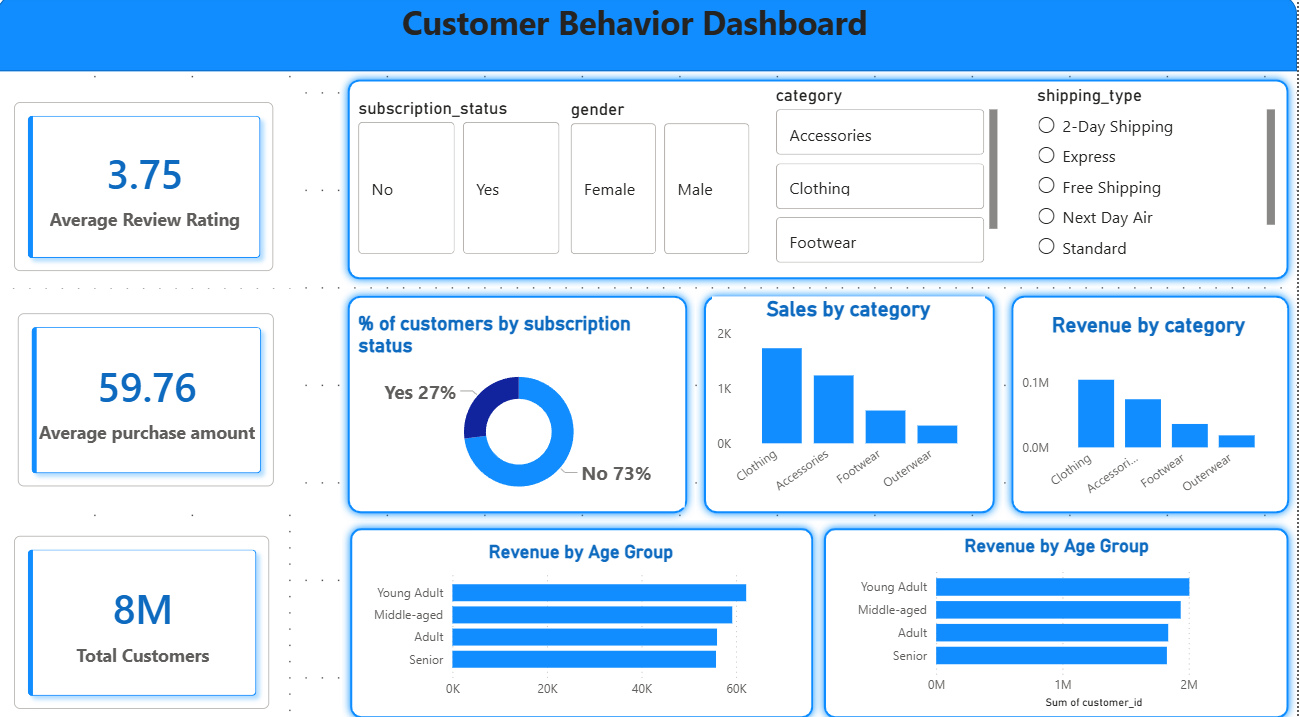 Customer Behavior Dashboard
3.75
Average Review Rating
59.76
Average purchase amount
8M
Total Customers
subscription_status
No
Yes
gender
Female
Male
category
Accessories
Clothing
Footwear
shipping_type
2-Day Shipping
Express
Free Shipping
Next Day Air
Standard
% of customers by subscription
status
Yes 27%
No 73%
Sales by category
2K
1K
0K
Clothing
Accessories
Footwear
Outerwear
Revenue by category
0.1M
0.0M
Clothing
Accessori...
Footwear
Outerwear
Revenue by Age Group
Young Adult
Middle-aged
Adult
Senior
0K
20K
40K
60K
Revenue by Age Group
Young Adult
Middle-aged
Adult
Senior
0M
1M
2M
Sum of customer_id